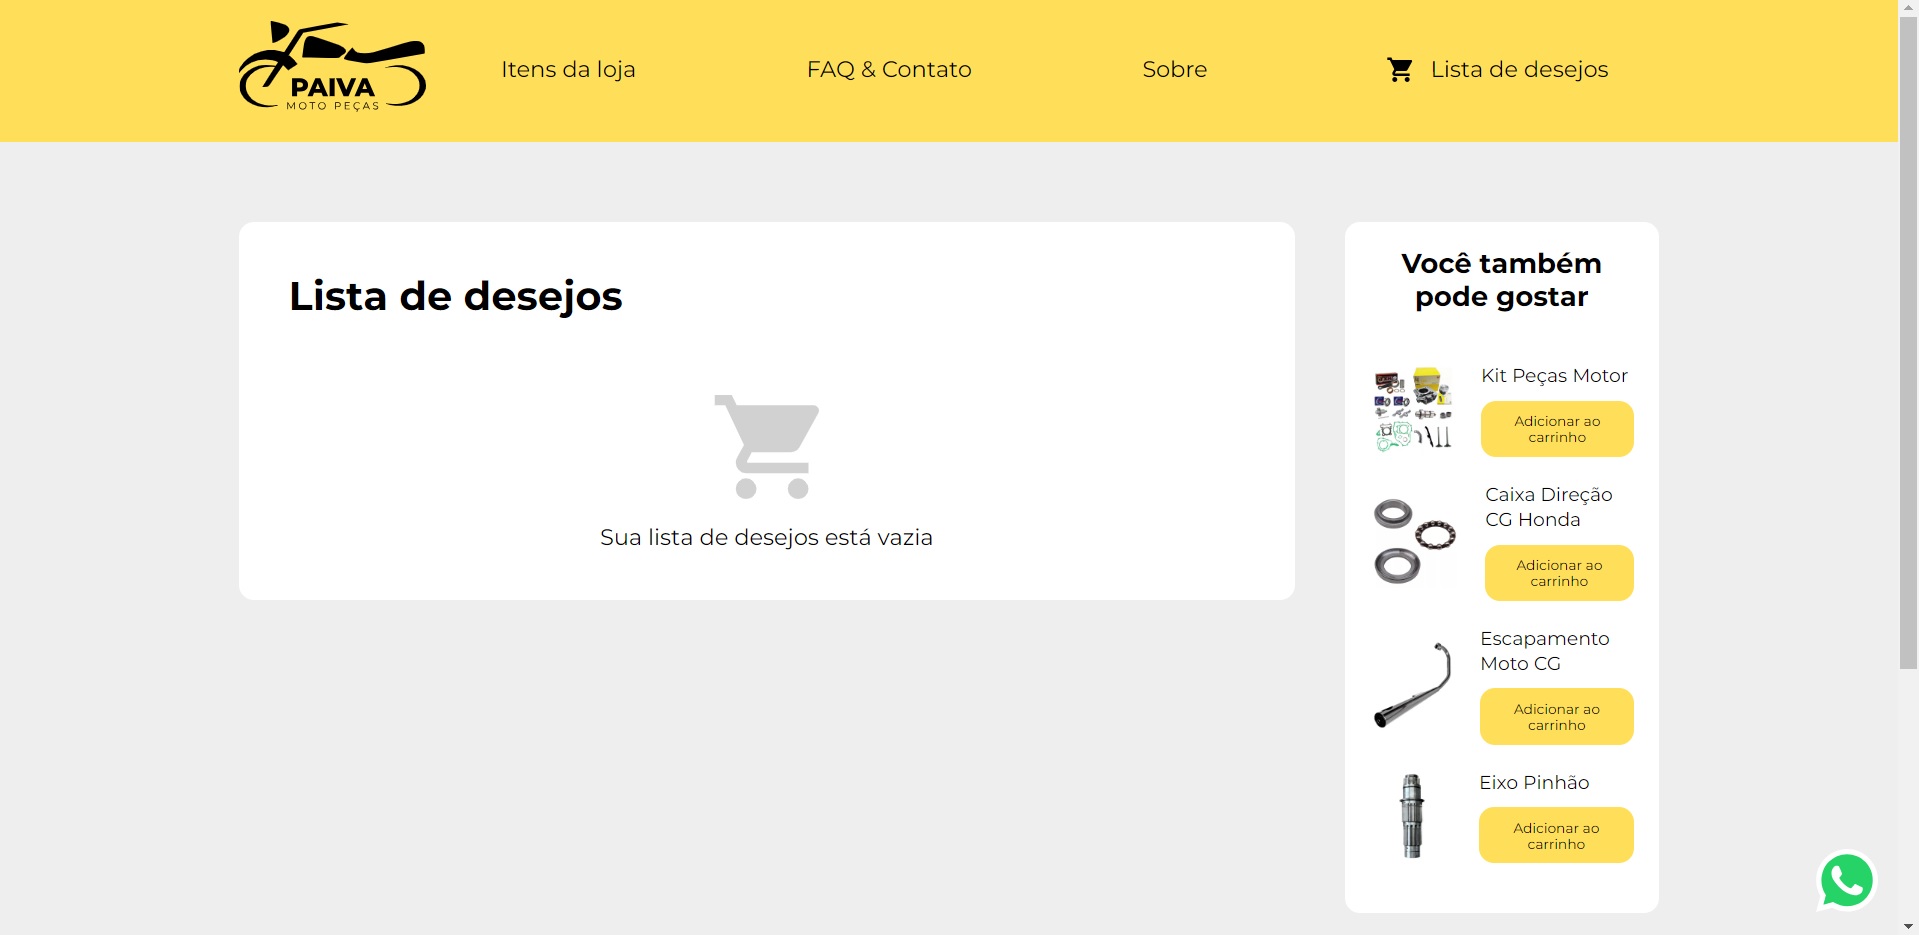 PAIVA
MOTO PEÇAS
Itens da loja
FAQ & Contato
Sobre
Lista de desejos
Lista de desejos
Sua lista de desejos está vazia
Você também
pode gostar
Kit Peças Motor
Adicionar ao
carrinho
Caixa Direção
CG Honda
Adicionar ao
carrinho
Escapamento
Moto CG
Adicionar ao
carrinho
Eixo Pinhão
Adicionar ao
carrinho